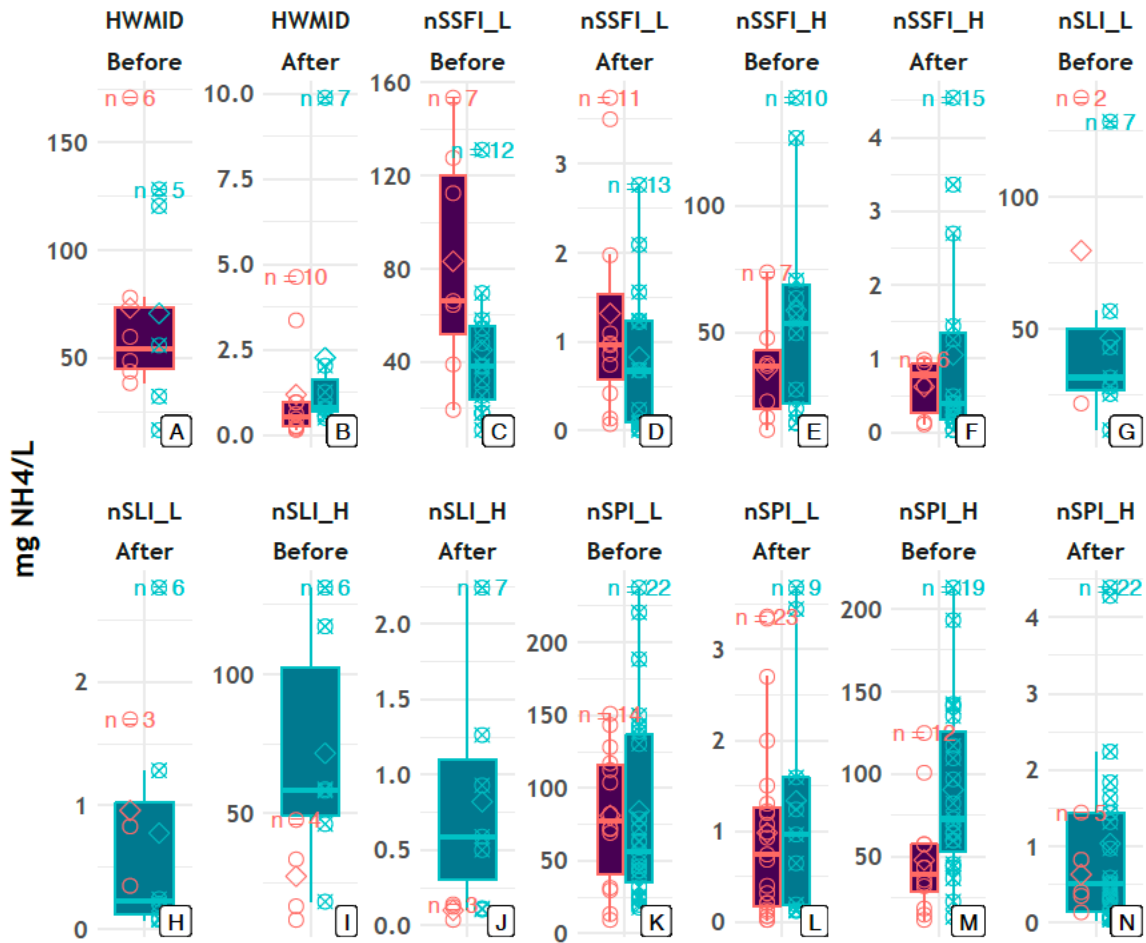 HWMID HWMID nSSFI_L nSSFI_L nSSFI_H nSSFI_H nSLI_L
Before After Before After Before After Before
n = 6 n = 7 n = 7 n = 11 n = 10 n = 15 n = 2
n = 5 n = 10 n = 12 n = 13 n = 7 n = 6 n = 7
150 100 50
10.0 7.5 5.0 2.5 0.0
160 120 80 40
3 2 1 0
100 50
4 3 2 1 0
100 50
A B C D E F G
mg NH4/L
nSLI_L nSLI_H nSLI_H nSPI_L nSPI_L nSPI_H nSPI_H
After Before After Before After Before After
n = 6 n = 6 n = 7 n = 22 n = 9 n = 19 n = 22
n = 3 n = 4 n = 3 n = 14 n = 23 n = 12 n = 5
2 1 0
100 50
2.0 1.5 1.0 0.5 0.0
200 150 100 50 0
3 2 1 0
200 150 100 50
4 3 2 1 0
H I J K L M N